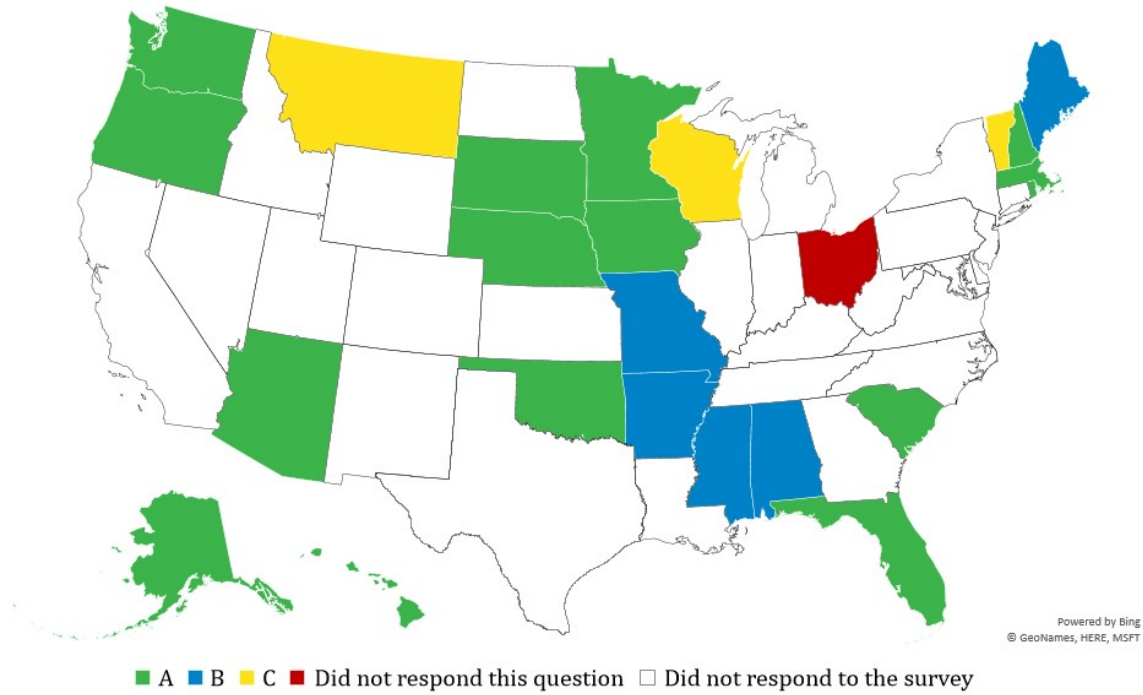 Powered by Bing
© GeoNames, HERE, MSFT
A B C Did not respond this question Did not respond to the survey